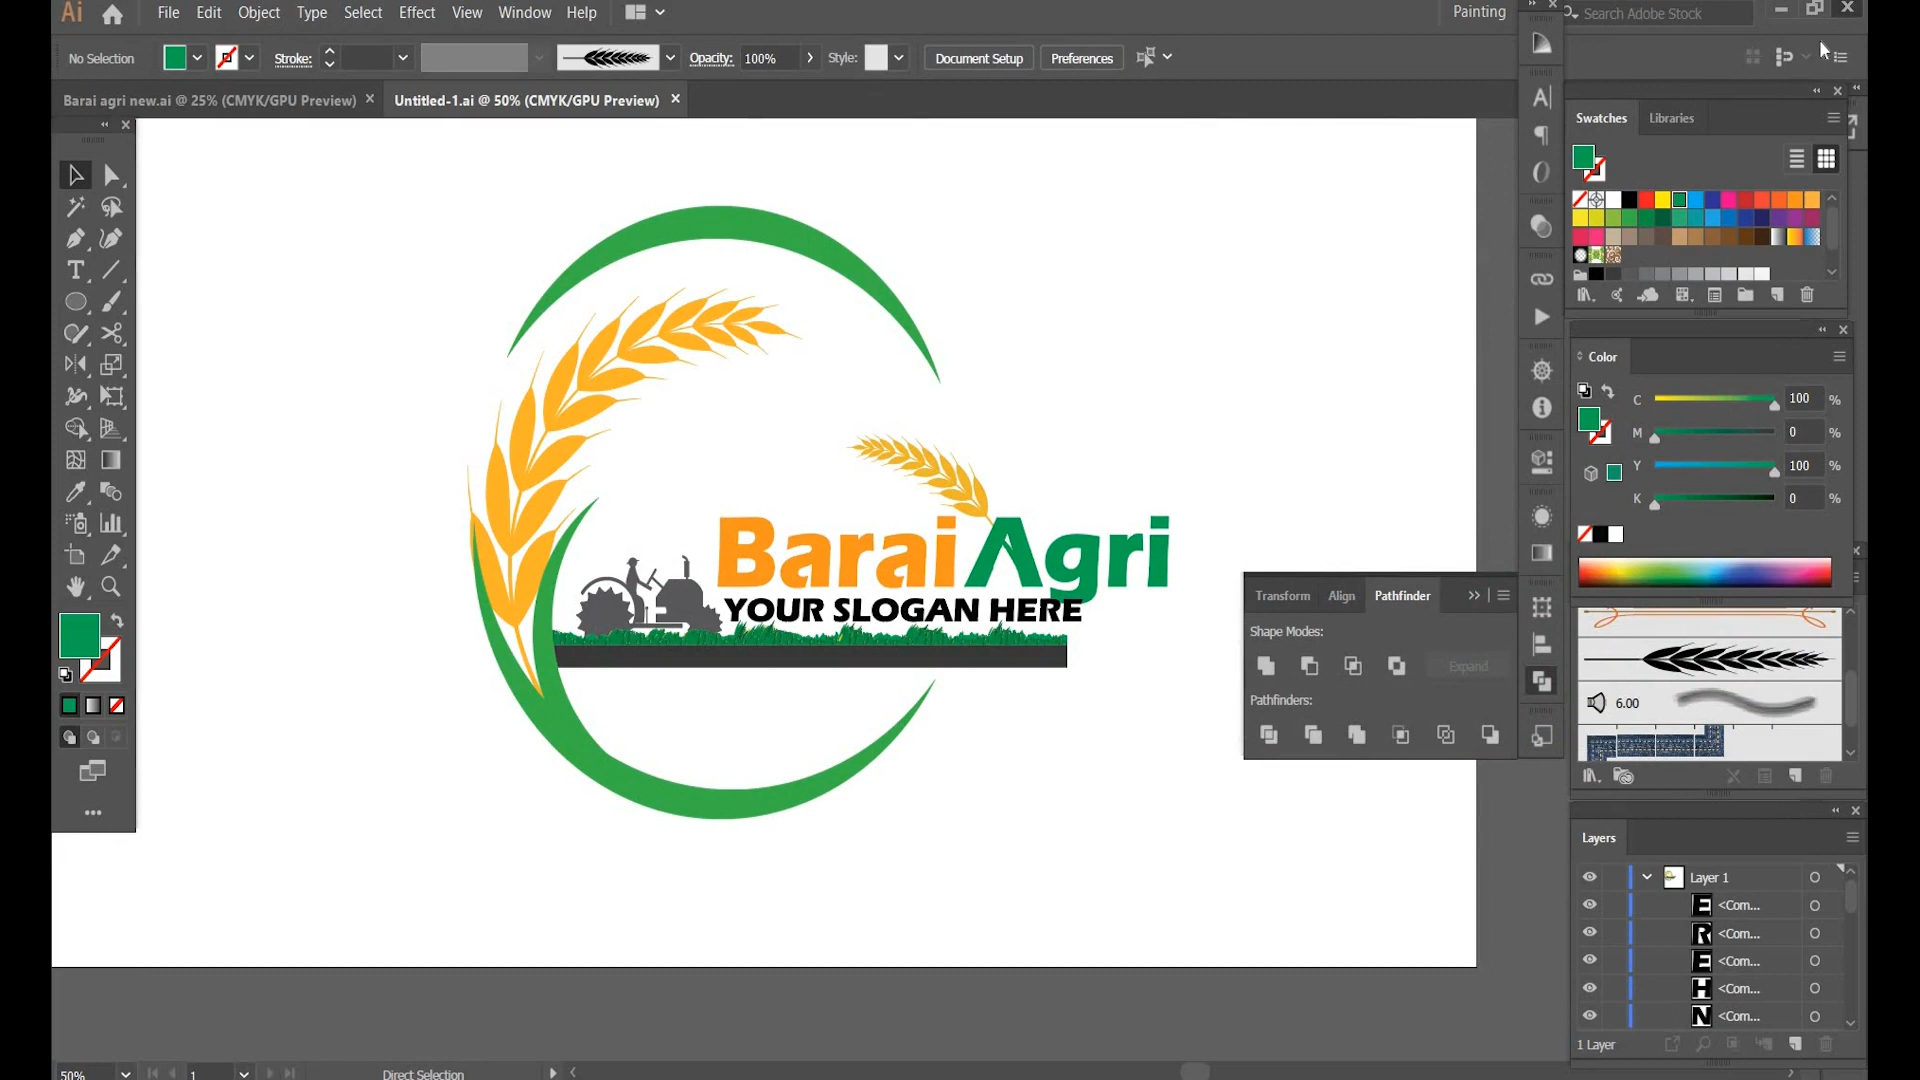 Ai File Edit Object Type Select Effect View Window Help Painting Search Adobe Stock
No Selection Stroke: Opacity: 100% Style: Document Setup Preferences
Barai agri new.ai @ 25% (CMYK/GPU Preview) × Untitled-1.ai @ 50% (CMYK/GPU Preview) ×
Swatches Libraries
Color
C 100 %
M 0 %
Y 100 %
K 0 %
Barai Agri
YOUR SLOGAN HERE
Transform Align Pathfinder
Shape Modes:
Expand
Pathfinders:
6.00
Layers
Layer 1
E <Com...
R <Com...
E <Com...
H <Com...
N <Com...
1 Layer
50% 1 Direct Selection